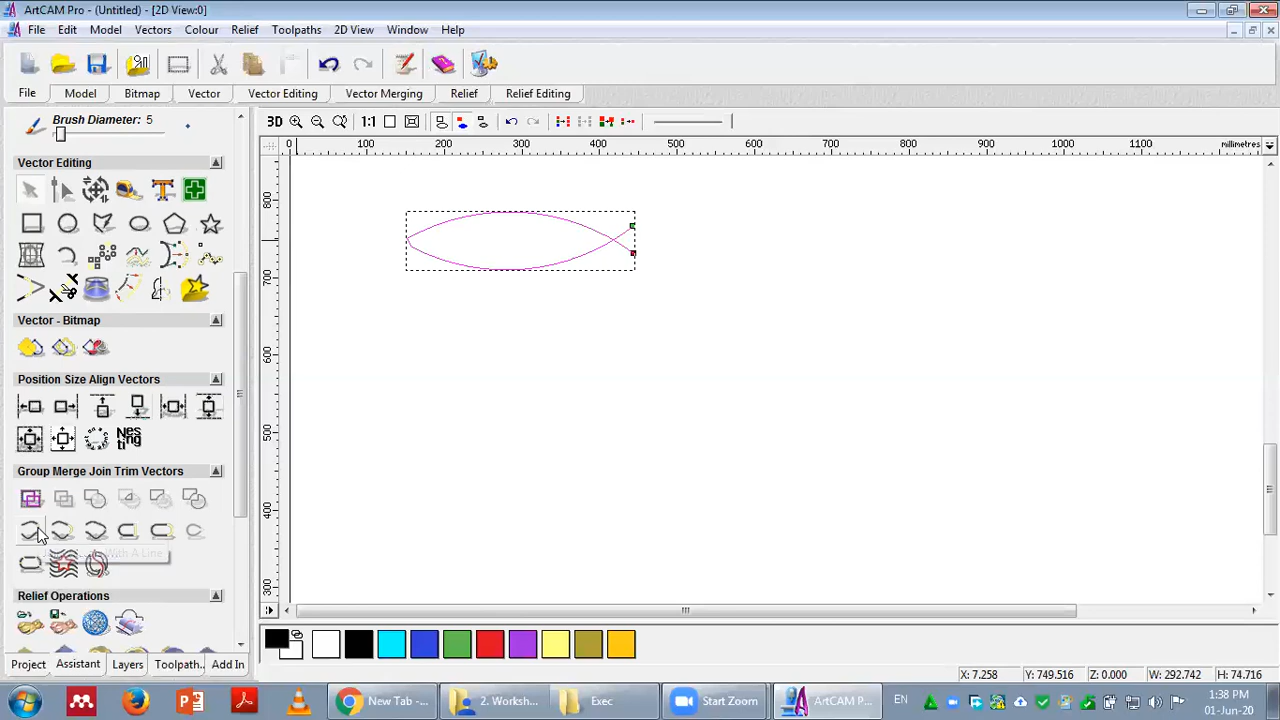 ArtCAM Pro - (Untitled) - [2D View:0]
File Edit Model Vectors Colour Relief Toolpaths 2D View Window Help
File Model Bitmap Vector Vector Editing Vector Merging Relief Relief Editing
Brush Diameter: 5
3D 1:1
0 100 200 300 400 500 600 700 800 900 1000 1100 millimetres
Vector Editing
800
700
600
500
400
300
Vector - Bitmap
Position Size Align Vectors
Nes
ting
Group Merge Join Trim Vectors
With A Line
Relief Operations
Project Assistant Layers Toolpath... Add In
X: 7.258 Y: 749.516 Z: 0.000 W: 292.742 H: 74.716
New Tab - ... 2. Worksh... Exec Start Zoom ArtCAM P... EN 1:38 PM
01-Jun-20